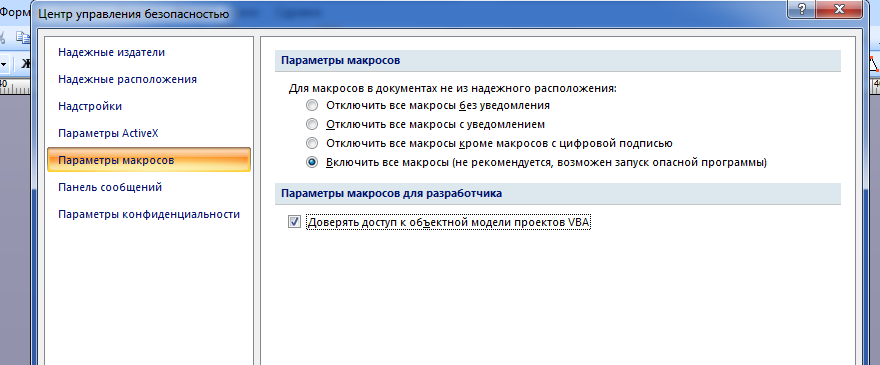 Центр управления безопасностью
Форм
Справка
Ж
40
Надежные издатели
Надежные расположения
Надстройки
Параметры ActiveX
Параметры макросов
Панель сообщений
Параметры конфиденциальности
Параметры макросов
Для макросов в документах не из надежного расположения:
Отключить все макросы без уведомления
Отключить все макросы с уведомлением
Отключить все макросы кроме макросов с цифровой подписью
Включить все макросы (не рекомендуется, возможен запуск опасной программы)
Параметры макросов для разработчика
Доверять доступ к объектной модели проектов VBA